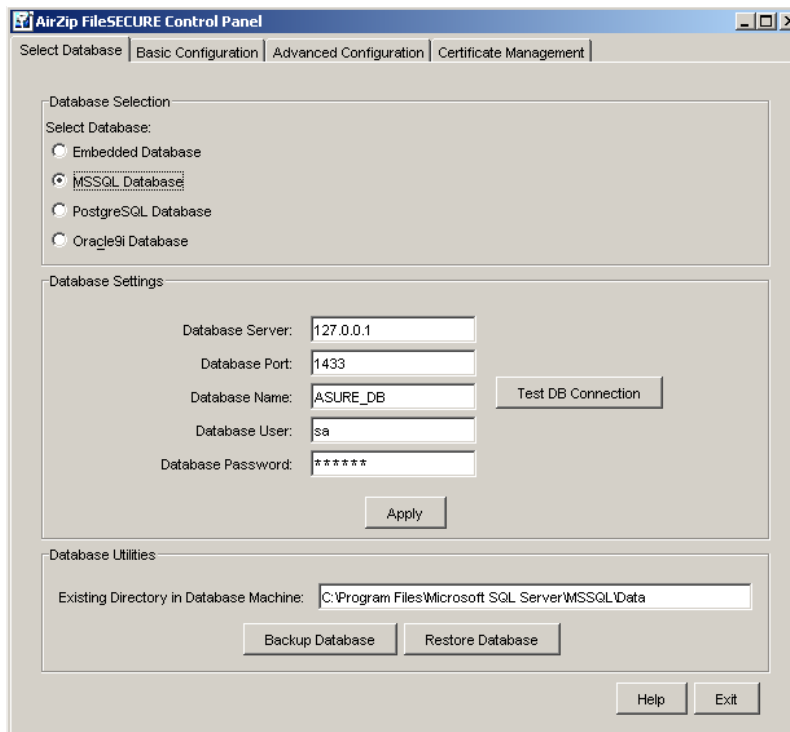 AirZip FileSECURE Control Panel
Select Database Basic Configuration Advanced Configuration Certificate Management
Database Selection
Select Database:
Embedded Database
MSSQL Database
PostgreSQL Database
Oracle9i Database
Database Settings
Database Server: 127.0.0.1
Database Port: 1433
Database Name: ASURE_DB Test DB Connection
Database User: sa
Database Password: ******
Apply
Database Utilities
Existing Directory in Database Machine: C:\Program Files\Microsoft SQL Server\MSSQL\Data
Backup Database Restore Database
Help Exit